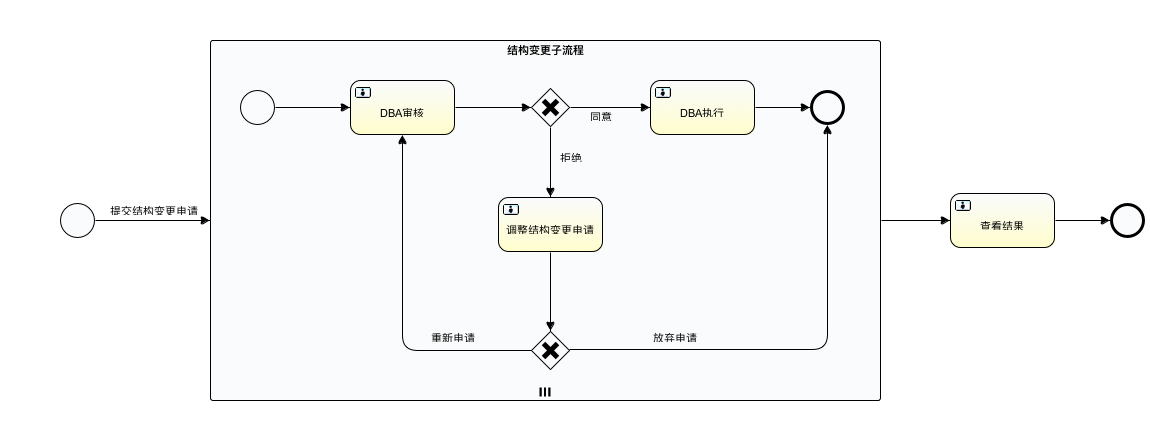 结构变更子流程
DBA审核
同意
DBA执行
拒绝
提交结构变更申请
调整结构变更申请
查看结果
重新申请
放弃申请